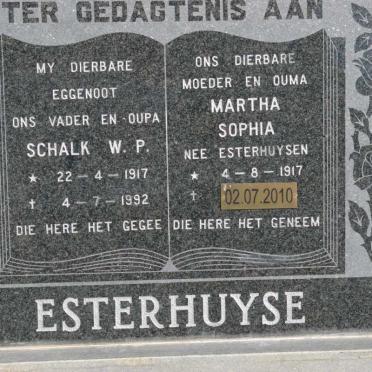 TER GEDAGTENIS AAN
MY DIERBARE
EGGENOOT
ONS VADER EN OUPA
SCHALK W. P.
★ 22 - 4 - 1917
† 4 - 7 - 1992
DIE HERE HET GEGEE
ONS DIERBARE
MOEDER EN OUMA
MARTHA
SOPHIA
NEE ESTERHUYSEN
★ 4 - 8 - 1917
† 02.07.2010
DIE HERE HET GENEEM
ESTERHUYSE